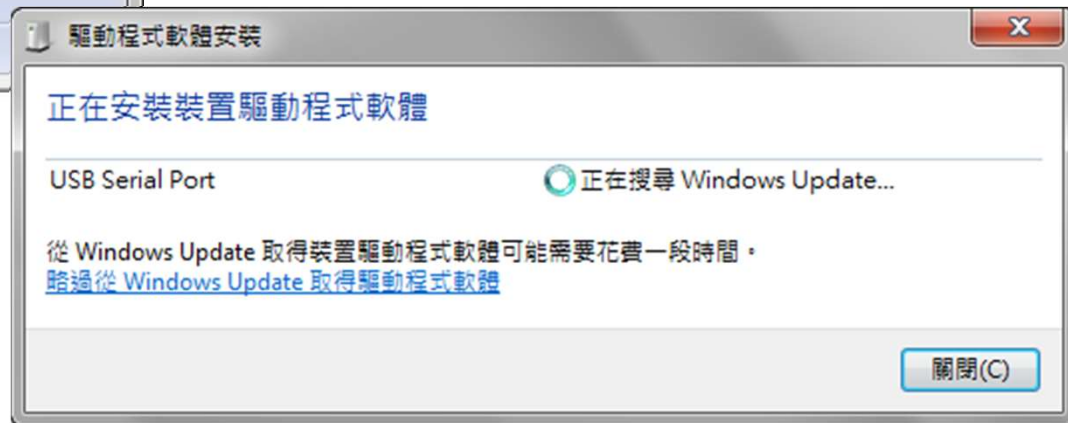 驅動程式軟體安裝
正在安裝裝置驅動程式軟體
USB Serial Port 正在搜尋 Windows Update...
從 Windows Update 取得裝置驅動程式軟體可能需要花費一段時間。
略過從 Windows Update 取得驅動程式軟體
關閉(C)